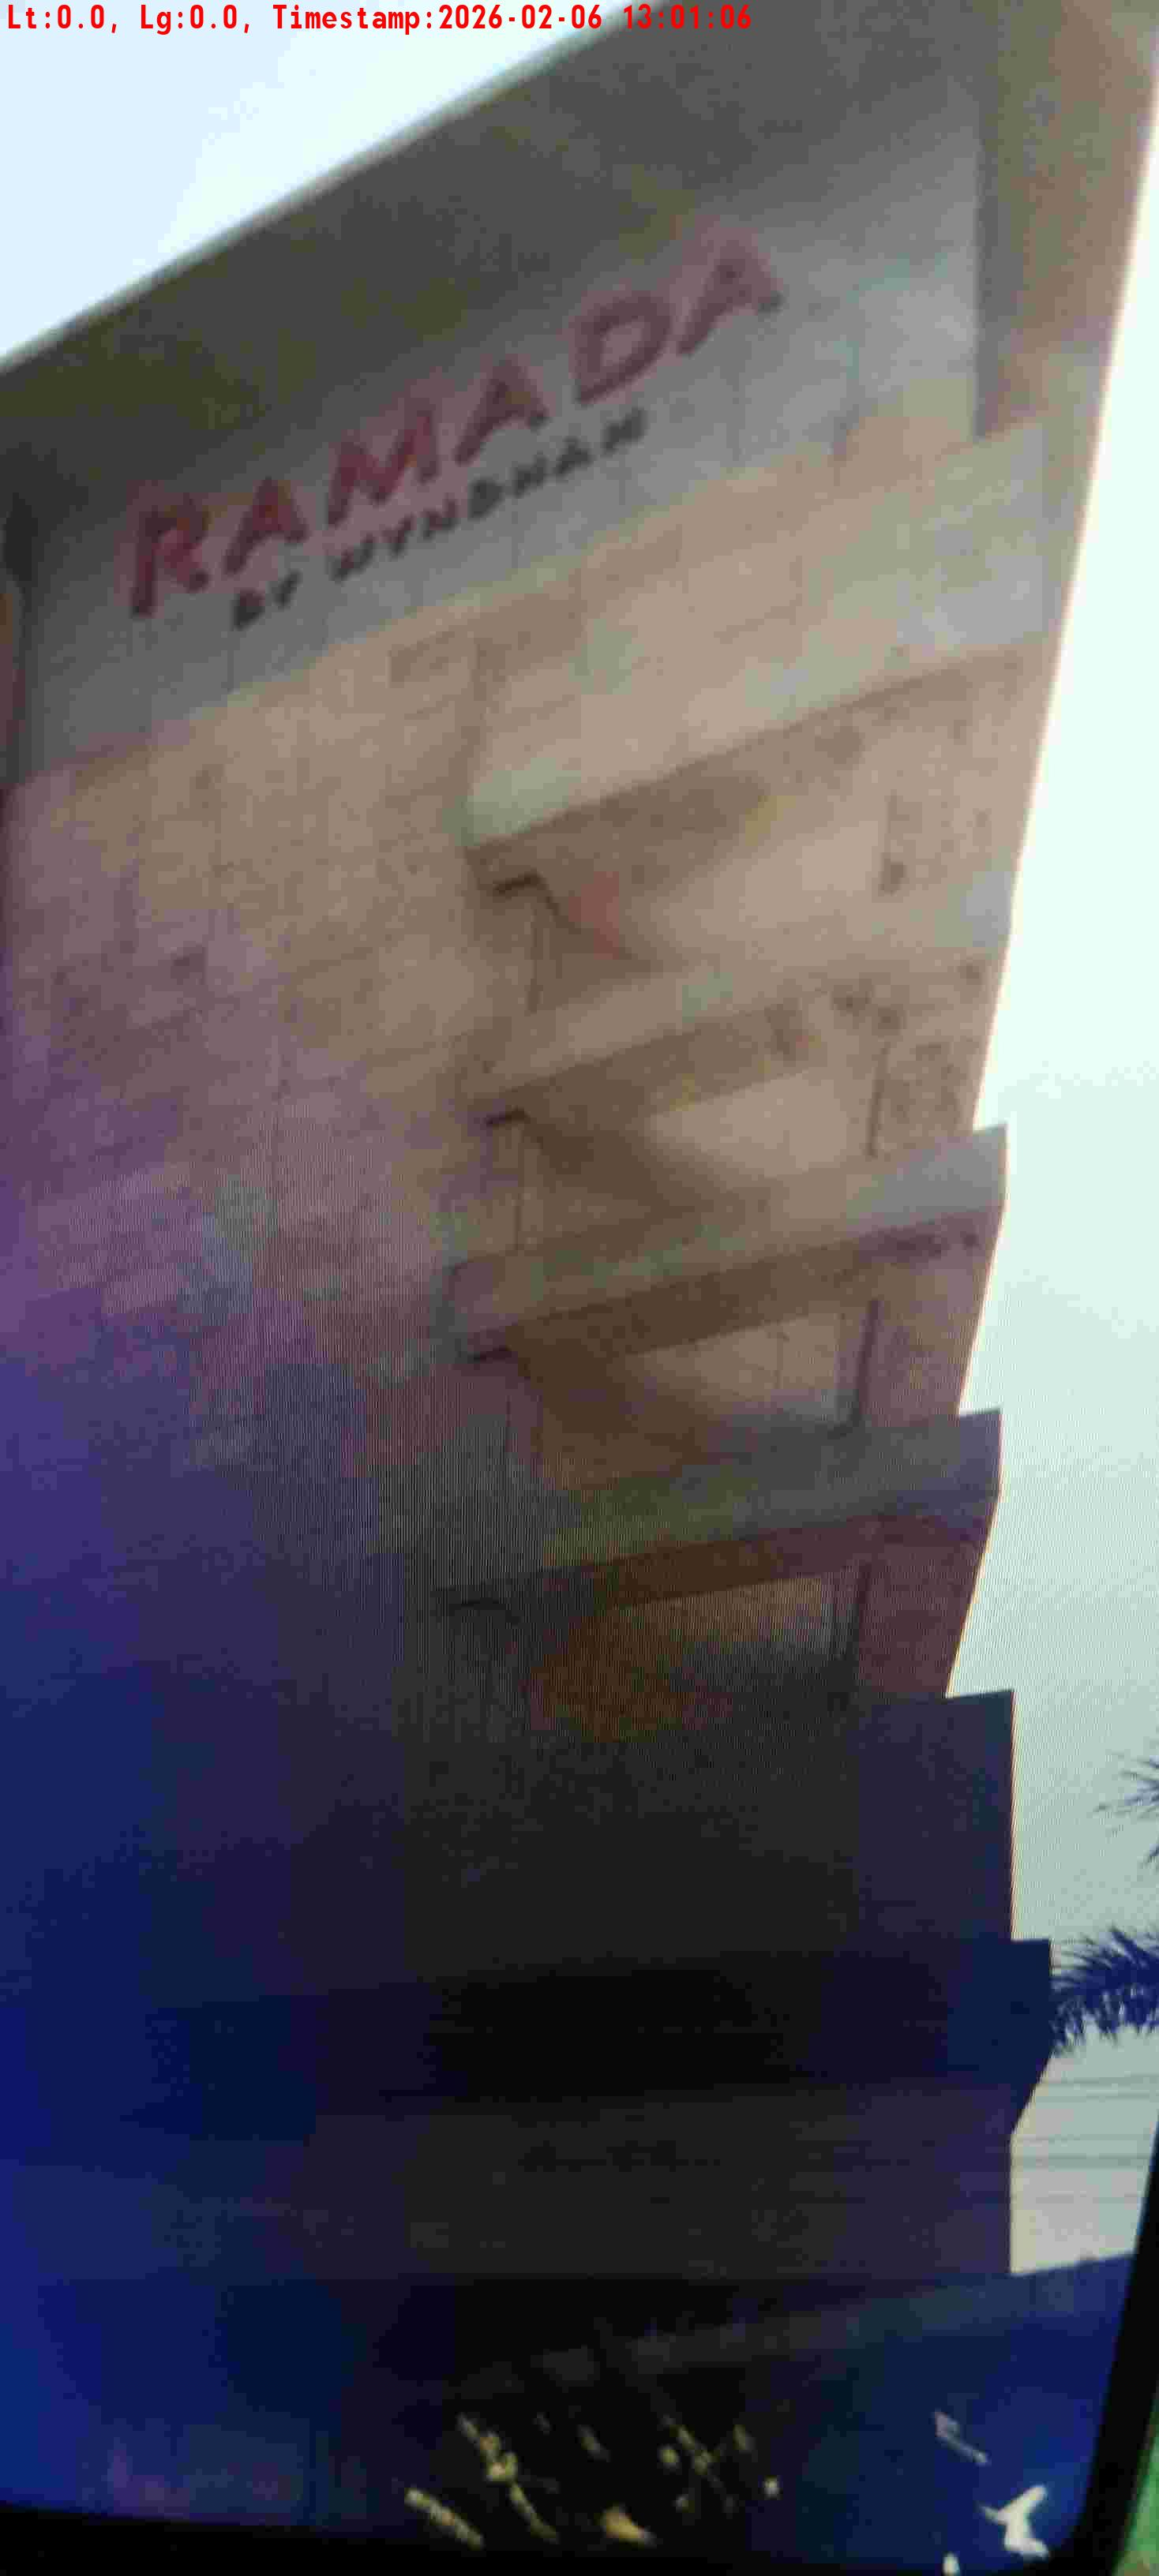 Lt:0.0, Lg:0.0, Timestamp:2026-02-06 13:01:06
RAMADA
BY WYNDHAM